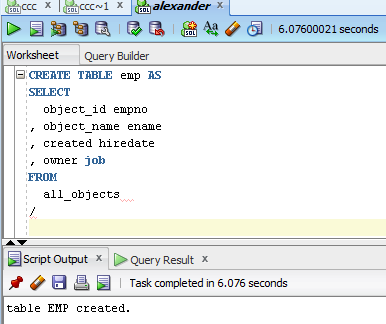 ccc
ccc~1
alexander
6.07600021 seconds
Worksheet
Query Builder
CREATE TABLE emp AS
SELECT
object_id empno
, object_name ename
, created hiredate
, owner job
FROM
all_objects
/
Script Output
Query Result
Task completed in 6.076 seconds
table EMP created.